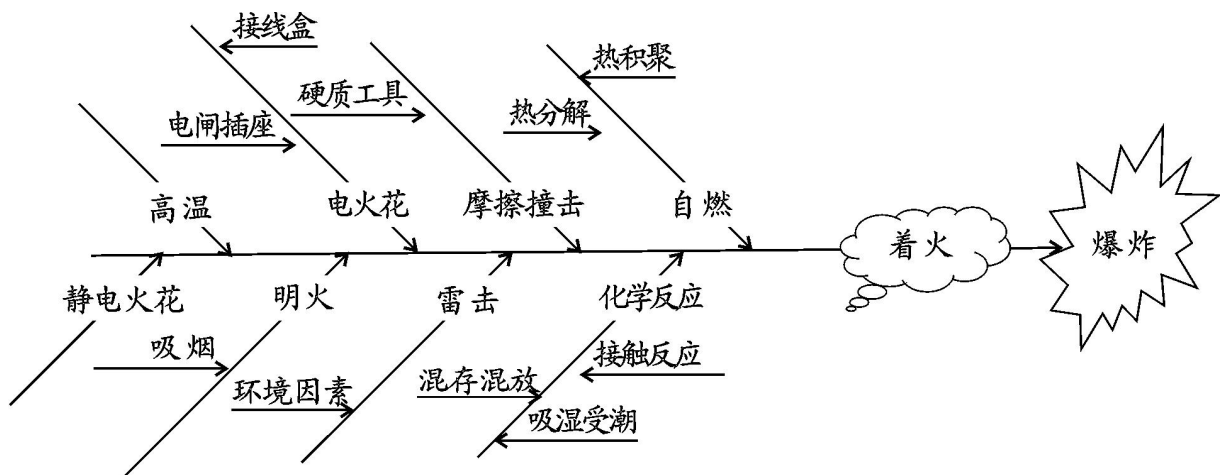 接线盒
热积聚
硬质工具
热分解
电闸插座
高温
电火花
摩擦撞击
自燃
着火
爆炸
静电火花
明火
雷击
化学反应
吸烟
接触反应
环境因素
混存混放
吸湿受潮